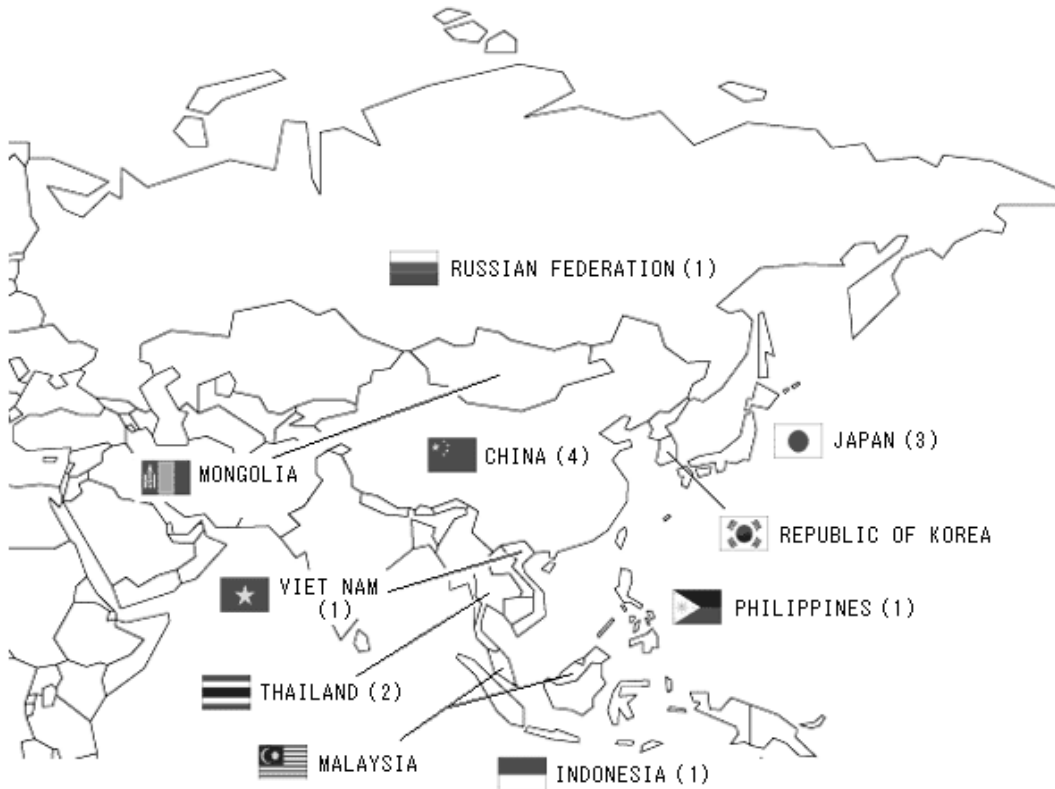 RUSSIAN FEDERATION (1)
JAPAN (3)
CHINA (4)
MONGOLIA
REPUBLIC OF KOREA
VIET NAM
(1)
PHILIPPINES (1)
THAILAND (2)
MALAYSIA
INDONESIA (1)